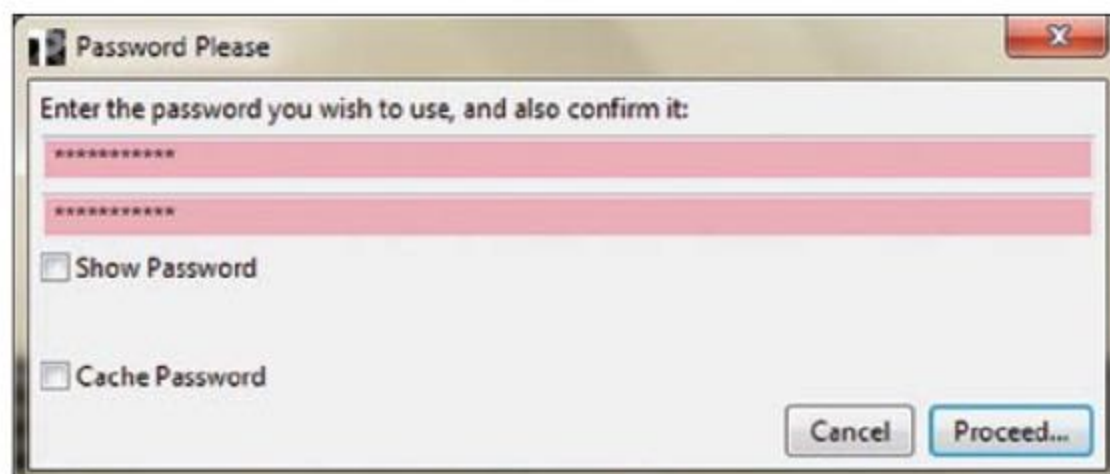 Password Please
Enter the password you wish to use, and also confirm it:
***********
***********
Show Password
Cache Password
Cancel
Proceed...